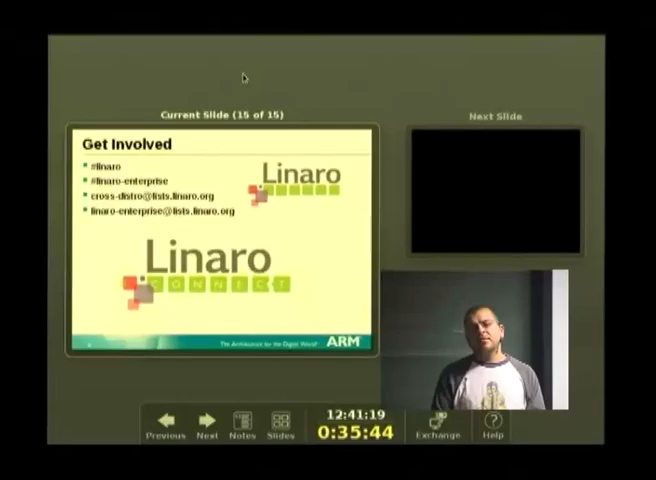 Current Slide (15 of 15)
Next Slide
Get Involved
#linaro
#linaro-enterprise
cross-distro@lists.linaro.org
linaro-enterprise@lists.linaro.org
Linaro
Linaro
CONNECT
The Architecture for the Digital World®
ARM
Previous
Next
Notes
Slides
12:41:19
0:35:44
Exchange
Help